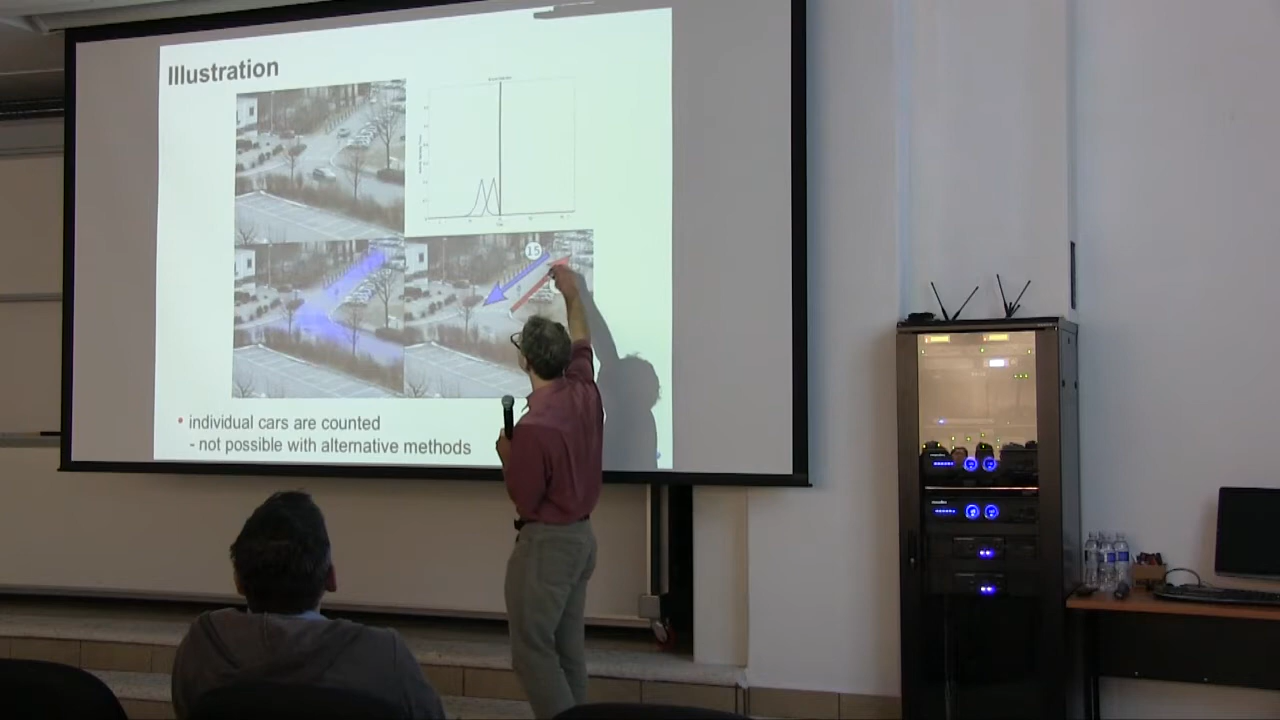 Illustration
15
• individual cars are counted
- not possible with alternative methods